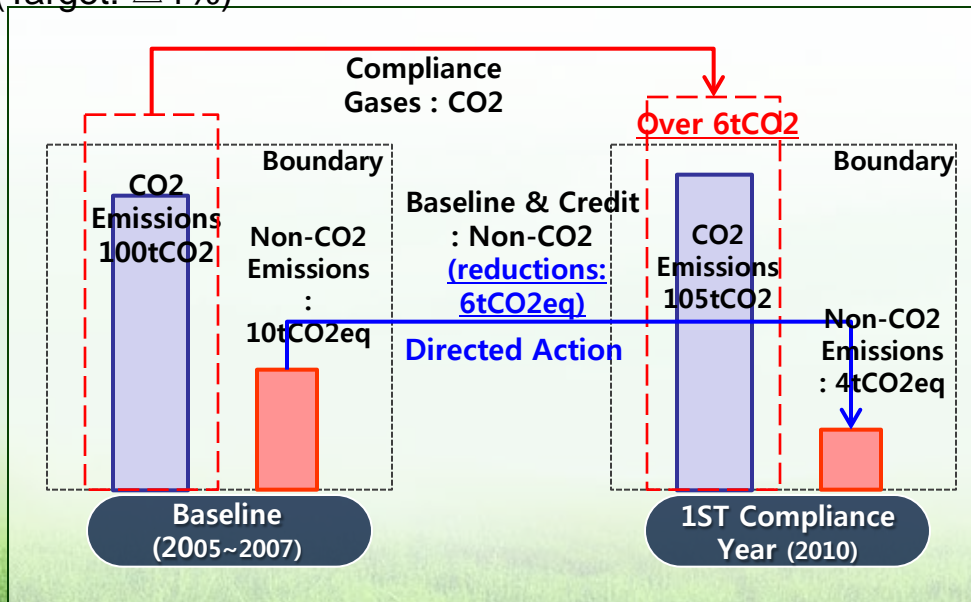 Compliance
Gases : CO2
Over 6tCO2
Boundary
CO2
Emissions
100tCO2
Non-CO2
Emissions
:
10tCO2eq
Baseline & Credit
: Non-CO2
(reductions:
6tCO2eq)
Directed Action
Boundary
CO2
Emissions
105tCO2
Non-CO2
Emissions
: 4tCO2eq
Baseline
(2005~2007)
1ST Compliance
Year (2010)